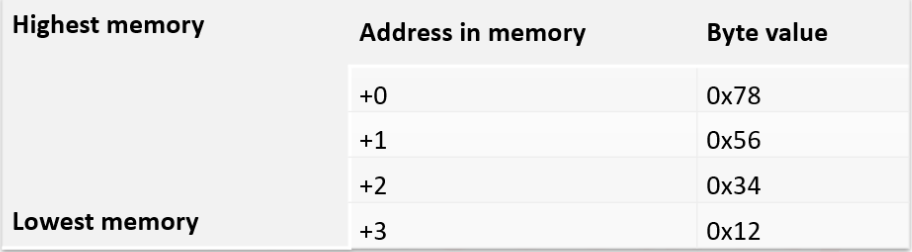 Highest memory Address in memory Byte value
+0 0x78
+1 0x56
+2 0x34
Lowest memory +3 0x12